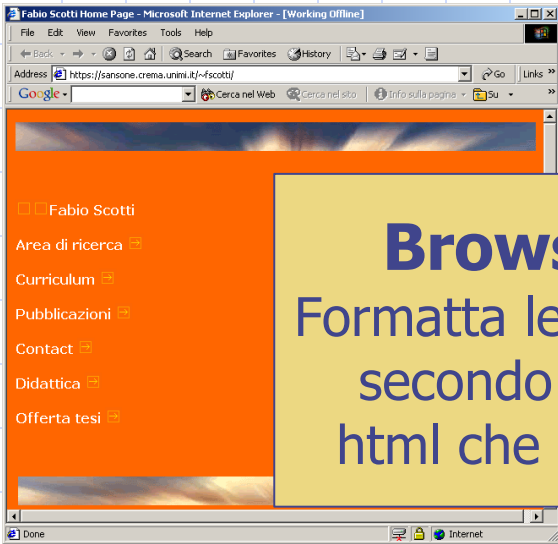 Fabio Scotti Home Page - Microsoft Internet Explorer - [Working Offline]
File Edit View Favorites Tools Help
Back Search Favorites History
Address https://sansone.crema.unimi.it/~fscotti/ Go Links »
Google Cerca nel Web Cerca nel sito Info sulla pagina Su »
Fabio Scotti
Area di ricerca
Curriculum
Pubblicazioni
Contact
Didattica
Offerta tesi
Brows
Formatta le
secondo
html che
Done Internet